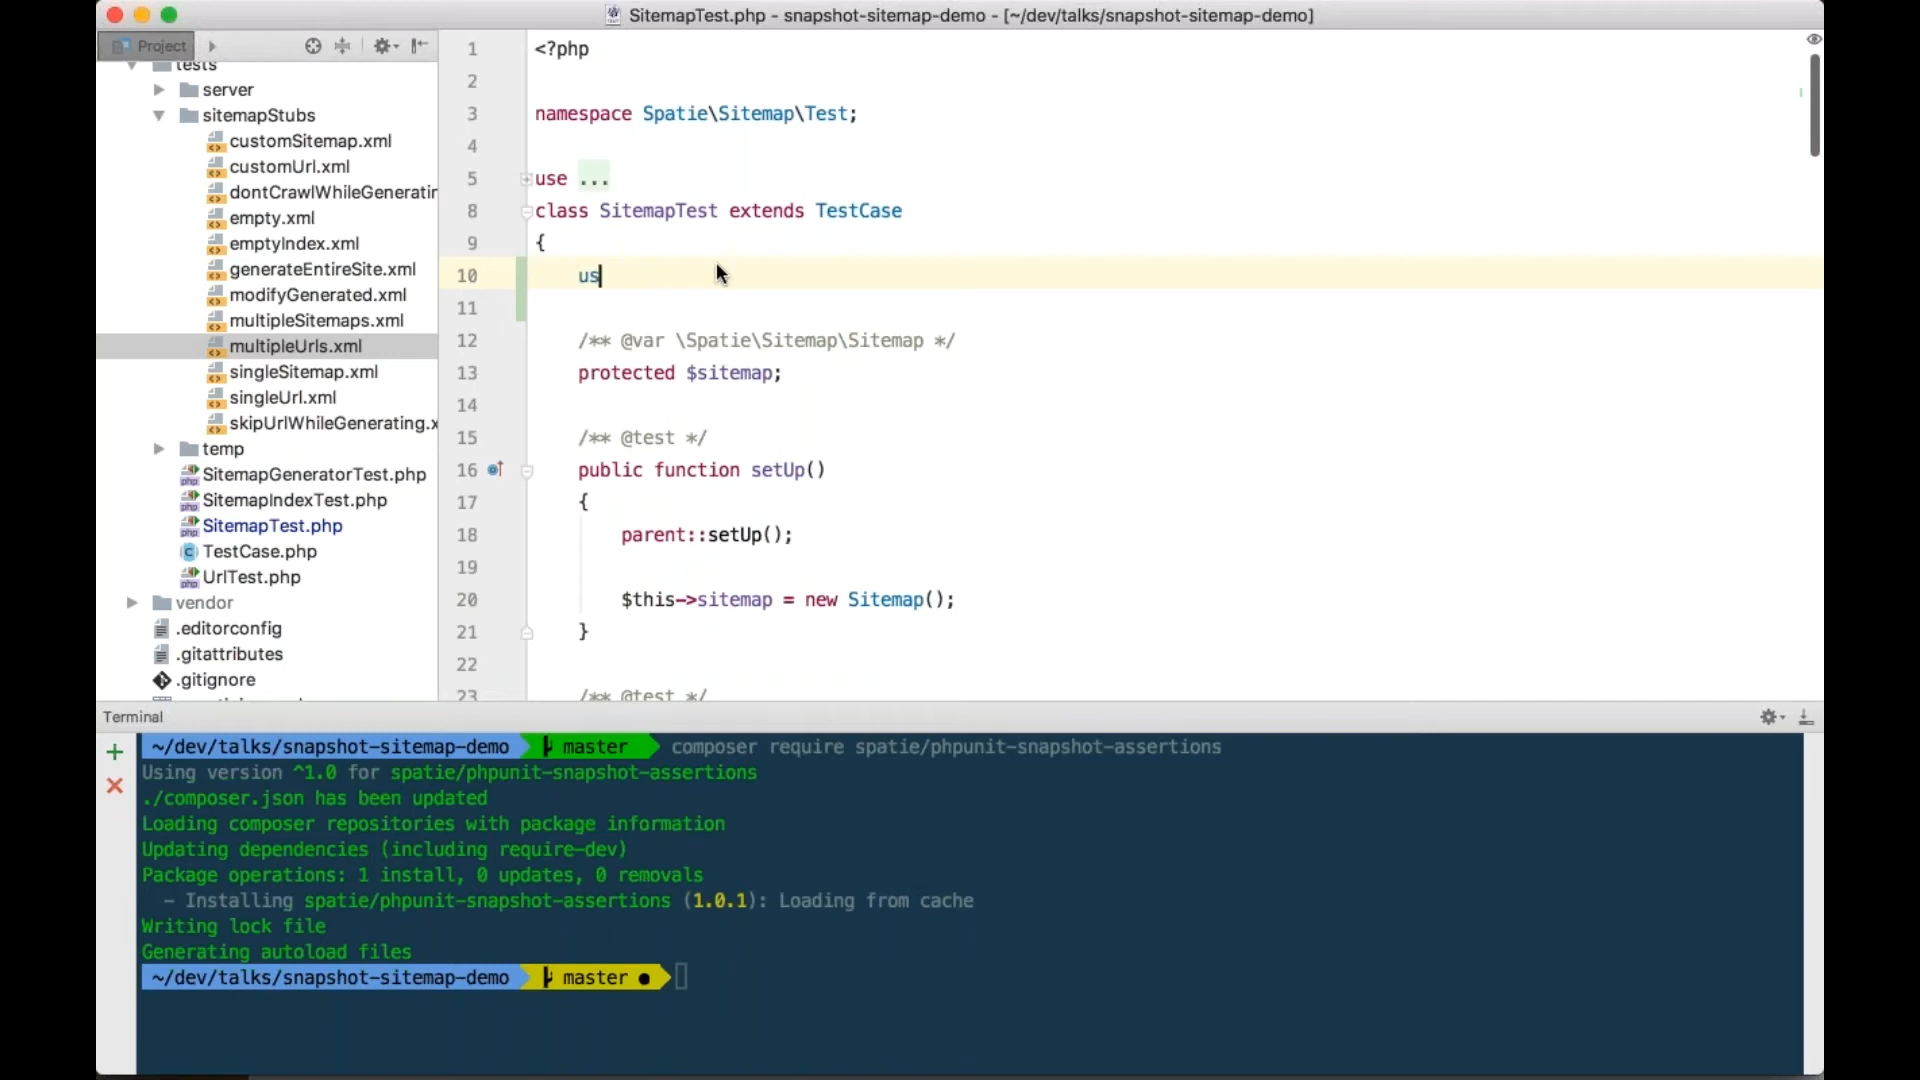 SitemapTest.php - snapshot-sitemap-demo - [~/dev/talks/snapshot-sitemap-demo]
Project
tests
server
sitemapStubs
customSitemap.xml
customUrl.xml
dontCrawlWhileGeneratin
empty.xml
emptyIndex.xml
generateEntireSite.xml
modifyGenerated.xml
multipleSitemaps.xml
multipleUrls.xml
singleSitemap.xml
singleUrl.xml
skipUrlWhileGenerating.x
temp
SitemapGeneratorTest.php
SitemapIndexTest.php
SitemapTest.php
TestCase.php
UrlTest.php
vendor
.editorconfig
.gitattributes
.gitignore
1 <?php
2
3 namespace Spatie\Sitemap\Test;
4
5 use ...
8 class SitemapTest extends TestCase
9 {
10 us
11
12 /** @var \Spatie\Sitemap\Sitemap */
13 protected $sitemap;
14
15 /** @test */
16 public function setUp()
17 {
18 parent::setUp();
19
20 $this->sitemap = new Sitemap();
21 }
22
23 /** @test */
Terminal
~/dev/talks/snapshot-sitemap-demo master composer require spatie/phpunit-snapshot-assertions
Using version ^1.0 for spatie/phpunit-snapshot-assertions
./composer.json has been updated
Loading composer repositories with package information
Updating dependencies (including require-dev)
Package operations: 1 install, 0 updates, 0 removals
- Installing spatie/phpunit-snapshot-assertions (1.0.1): Loading from cache
Writing lock file
Generating autoload files
~/dev/talks/snapshot-sitemap-demo master ●